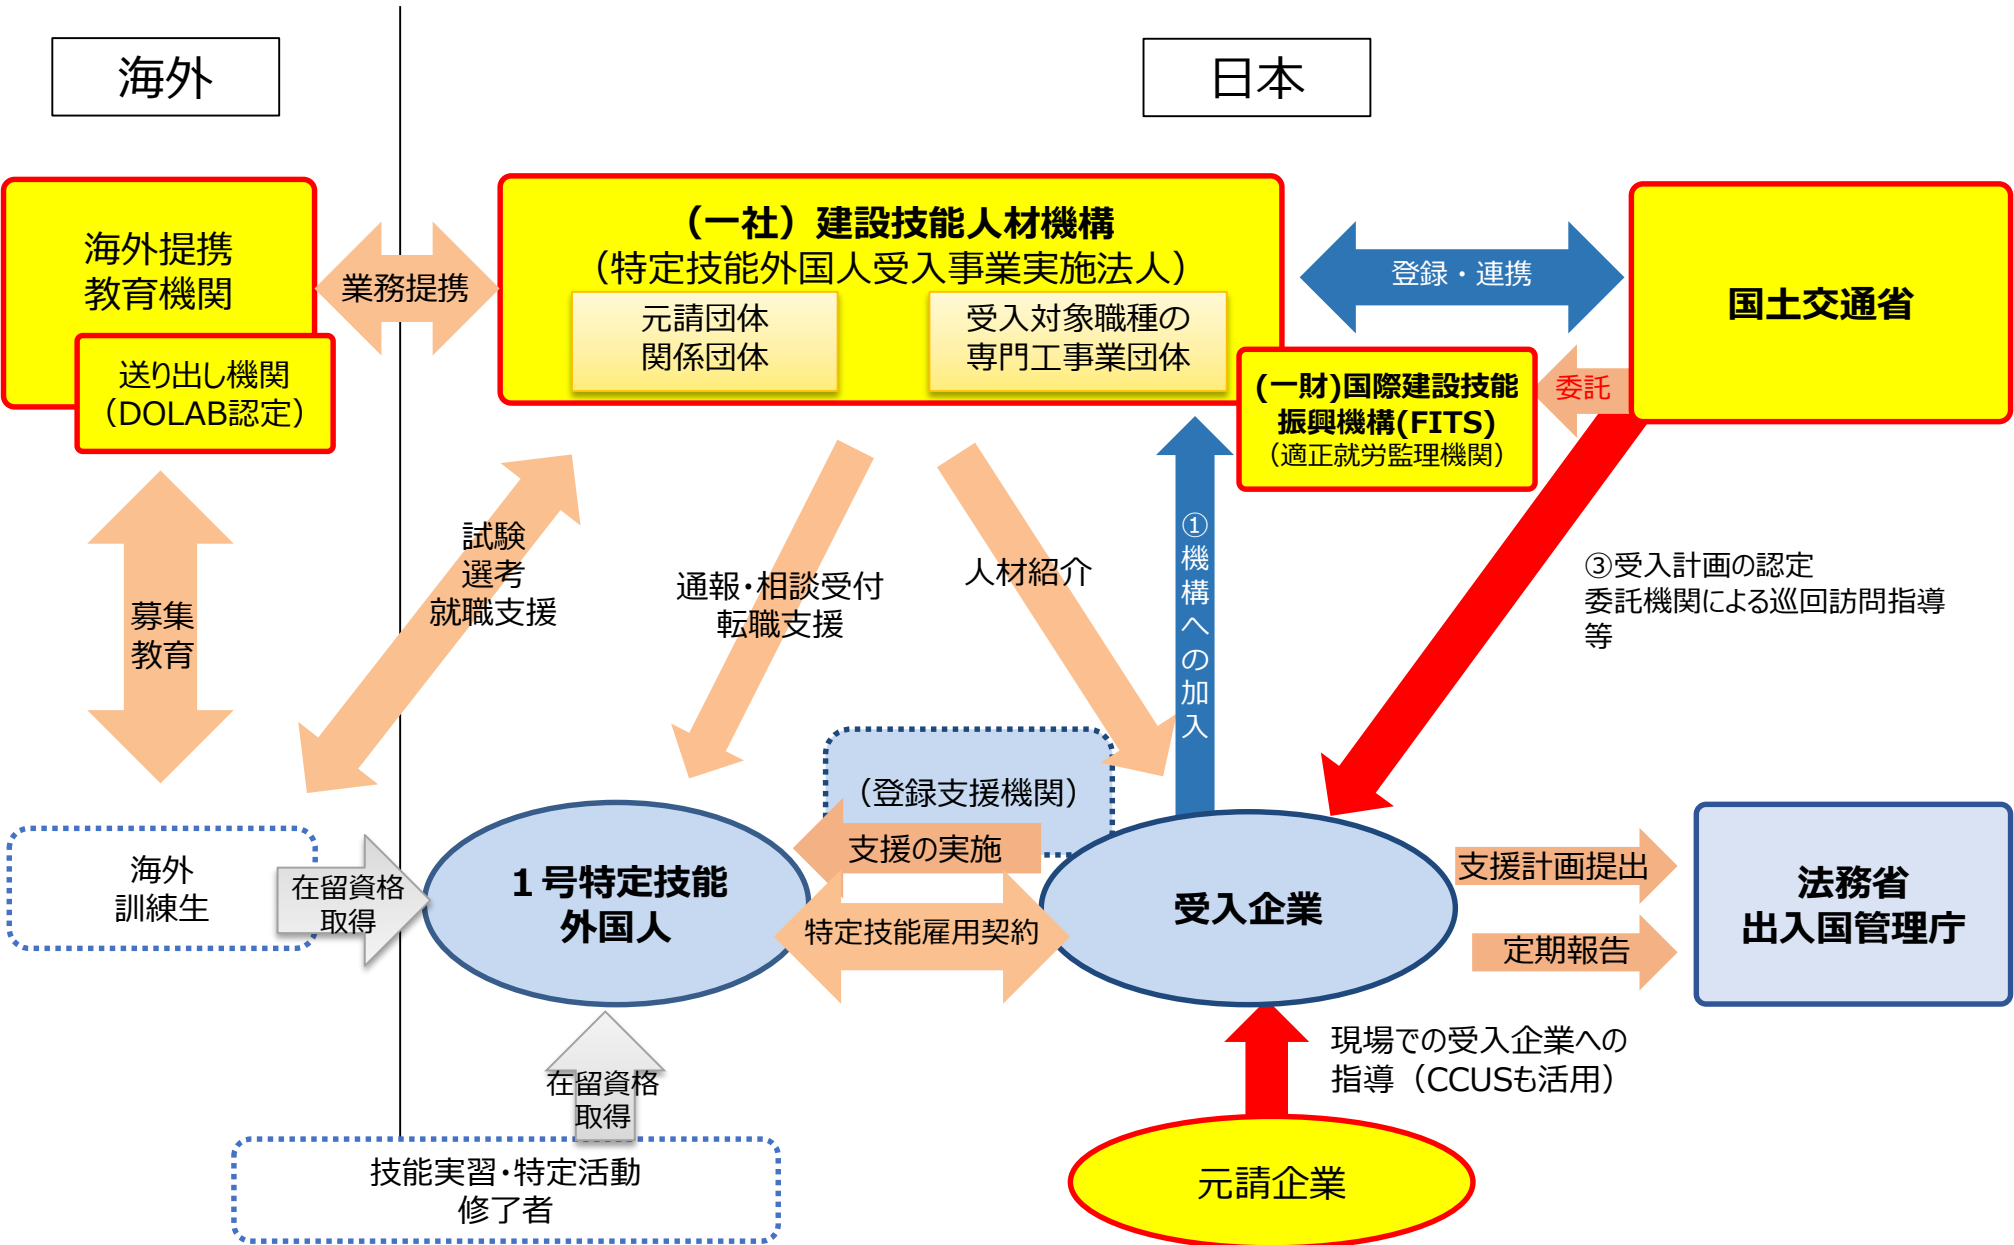 海外
日本
海外提携
教育機関
送り出し機関
（DOLAB認定）
業務提携
（一社）建設技能人材機構
（特定技能外国人受入事業実施法人）
元請団体
関係団体
受入対象職種の
専門工事業団体
登録・連携
国土交通省
委託
(一財)国際建設技能
振興機構(FITS)
（適正就労監理機関）
募集
教育
試験
選考
就職支援
通報・相談受付
転職支援
人材紹介
①機構への加入
③受入計画の認定
委託機関による巡回訪問指導
等
（登録支援機関）
支援の実施
海外
訓練生
在留資格
取得
１号特定技能
外国人
特定技能雇用契約
受入企業
支援計画提出
定期報告
法務省
出入国管理庁
現場での受入企業への
指導（CCUSも活用）
在留資格
取得
技能実習・特定活動
修了者
元請企業